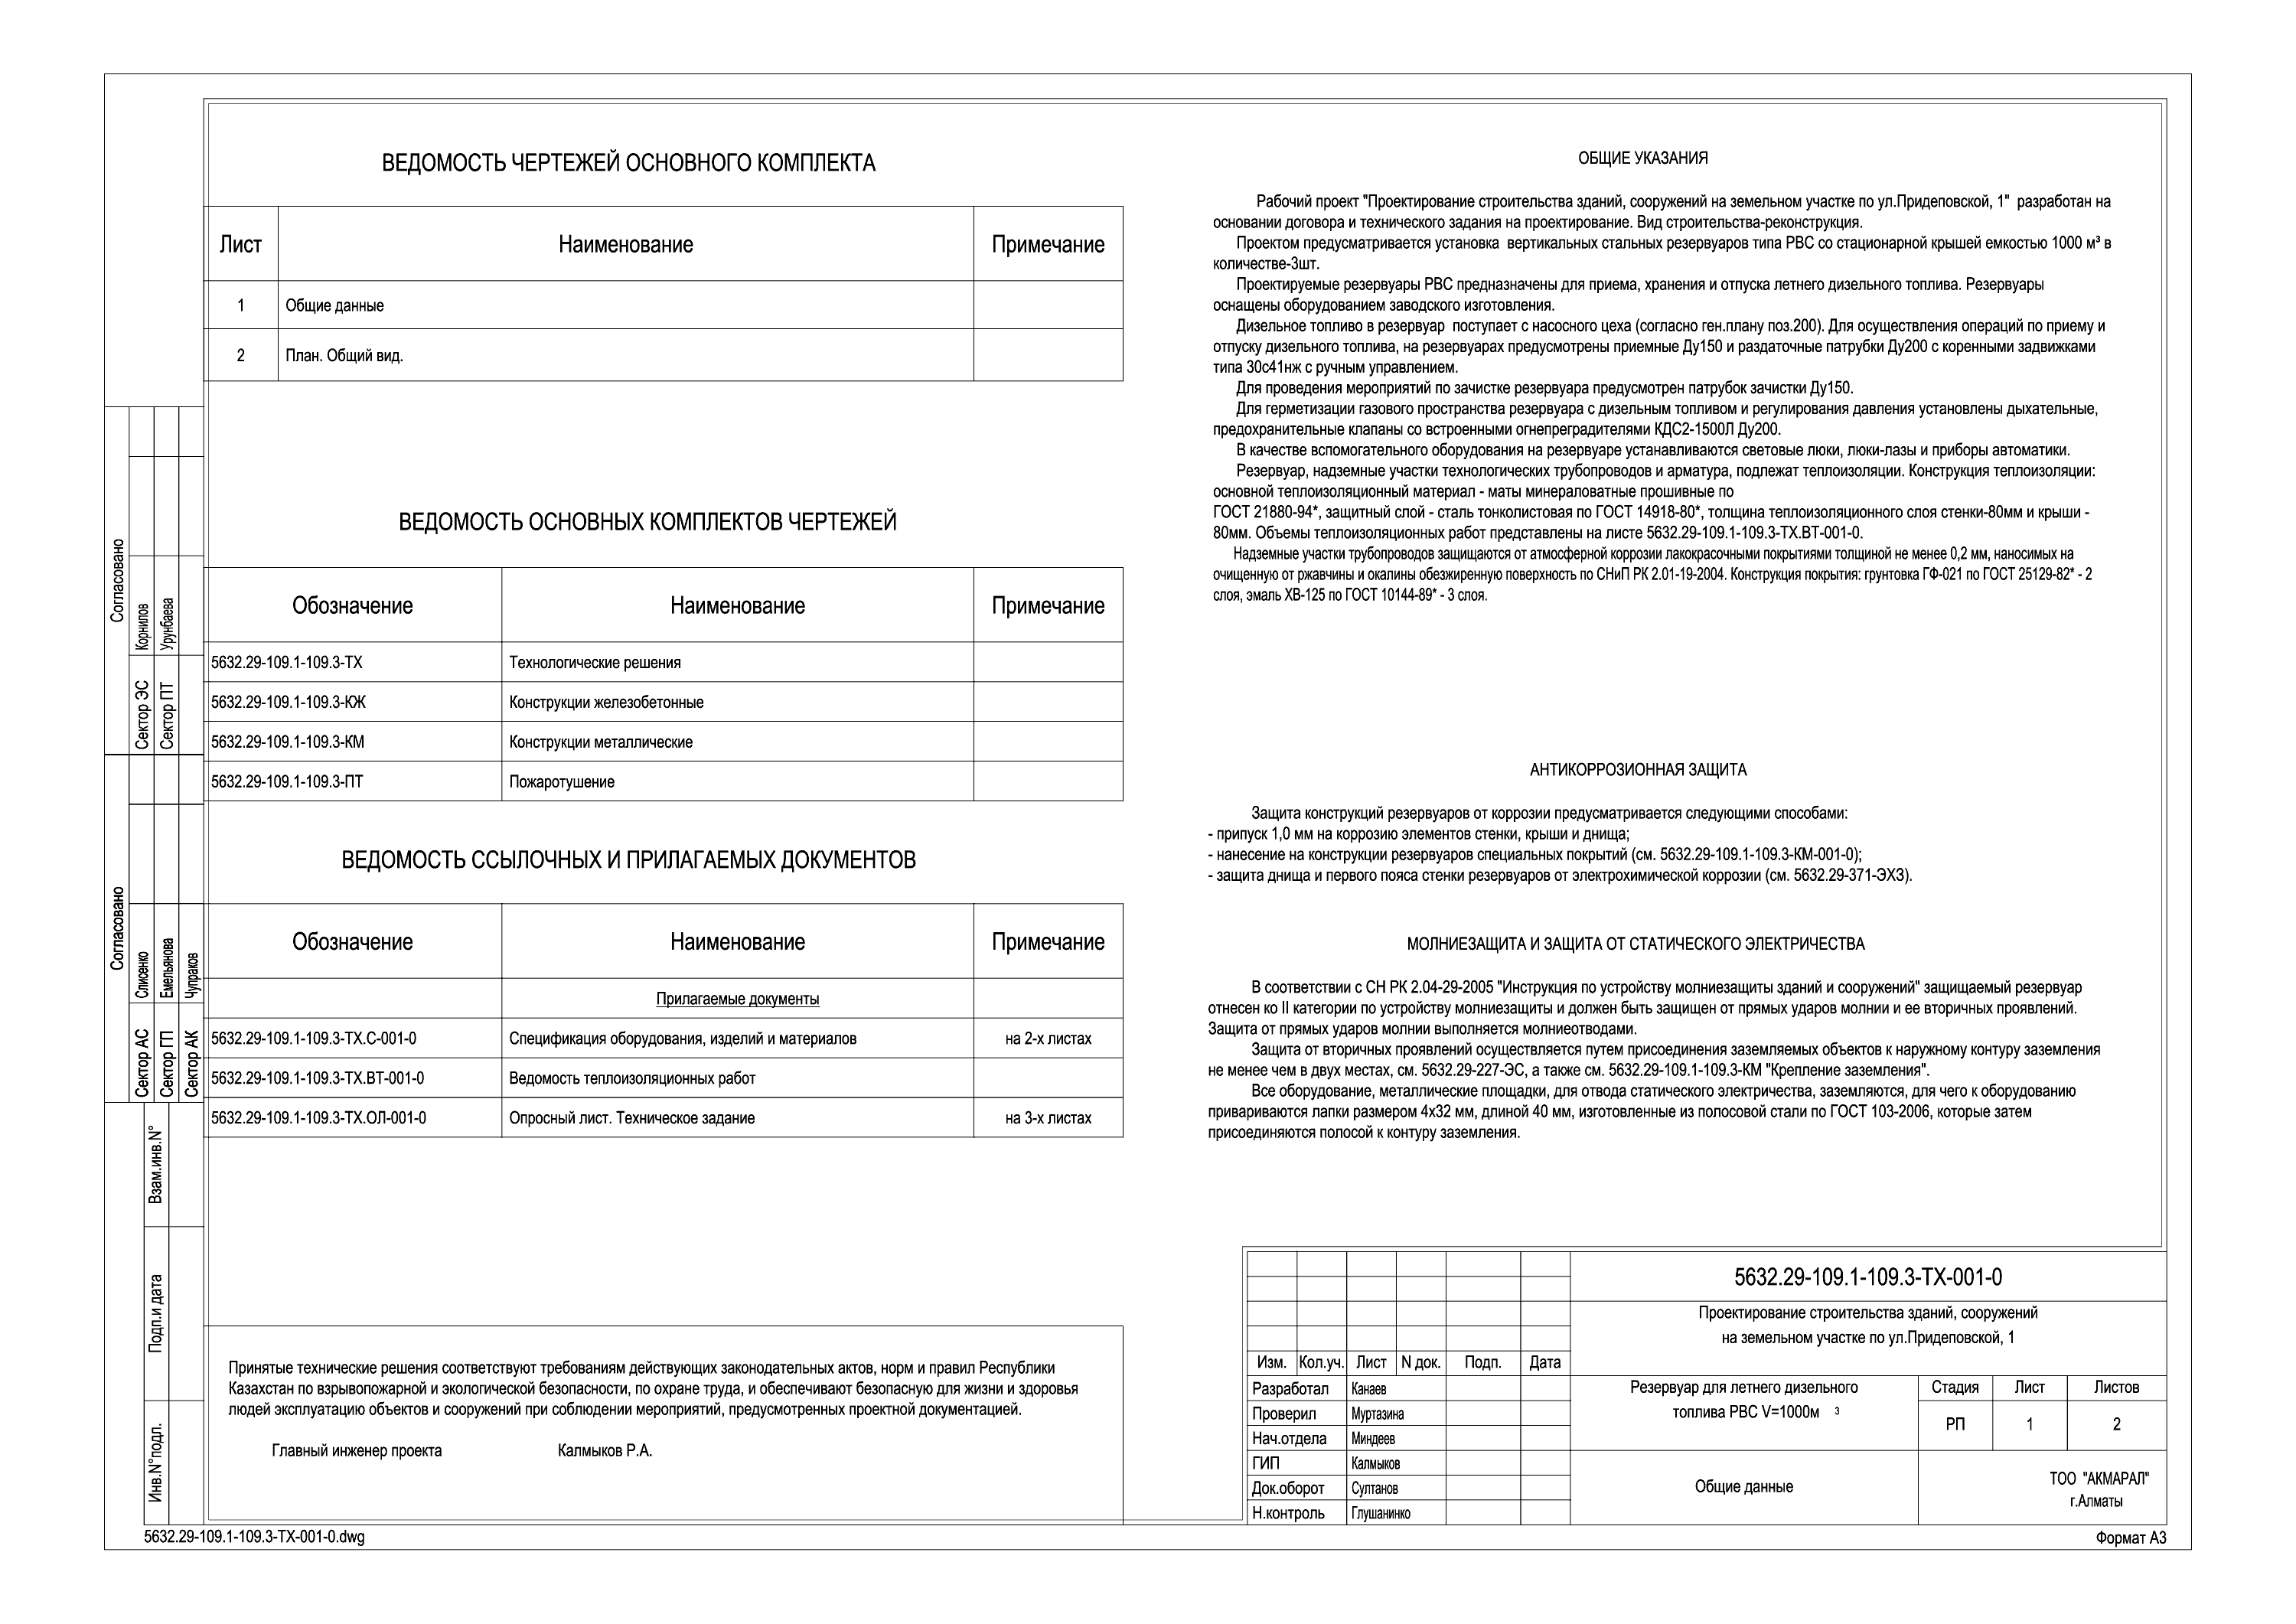 ВЕДОМОСТЬ ЧЕРТЕЖЕЙ ОСНОВНОГО КОМПЛЕКТА
Лист Наименование Примечание
1 Общие данные
2 План. Общий вид.
ВЕДОМОСТЬ ОСНОВНЫХ КОМПЛЕКТОВ ЧЕРТЕЖЕЙ
Обозначение Наименование Примечание
5632.29-109.1-109.3-ТХ Технологические решения
5632.29-109.1-109.3-КЖ Конструкции железобетонные
5632.29-109.1-109.3-КМ Конструкции металлические
5632.29-109.1-109.3-ПТ Пожаротушение
ВЕДОМОСТЬ ССЫЛОЧНЫХ И ПРИЛАГАЕМЫХ ДОКУМЕНТОВ
Обозначение Наименование Примечание
Прилагаемые документы
5632.29-109.1-109.3-ТХ.С-001-0 Спецификация оборудования, изделий и материалов на 2-х листах
5632.29-109.1-109.3-ТХ.ВТ-001-0 Ведомость теплоизоляционных работ
5632.29-109.1-109.3-ТХ.ОЛ-001-0 Опросный лист. Техническое задание на 3-х листах
Принятые технические решения соответствуют требованиям действующих законодательных актов, норм и правил Республики
Казахстан по взрывопожарной и экологической безопасности, по охране труда, и обеспечивают безопасную для жизни и здоровья
людей эксплуатацию объектов и сооружений при соблюдении мероприятий, предусмотренных проектной документацией.
Главный инженер проекта Калмыков Р.А.
ОБЩИЕ УКАЗАНИЯ
Рабочий проект "Проектирование строительства зданий, сооружений на земельном участке по ул.Придеповской, 1" разработан на
основании договора и технического задания на проектирование. Вид строительства-реконструкция.
Проектом предусматривается установка вертикальных стальных резервуаров типа РВС со стационарной крышей емкостью 1000 м³ в
количестве-3шт.
Проектируемые резервуары РВС предназначены для приема, хранения и отпуска летнего дизельного топлива. Резервуары
оснащены оборудованием заводского изготовления.
Дизельное топливо в резервуар поступает с насосного цеха (согласно ген.плану поз.200). Для осуществления операций по приему и
отпуску дизельного топлива, на резервуарах предусмотрены приемные Ду150 и раздаточные патрубки Ду200 с коренными задвижками
типа 30с41нж с ручным управлением.
Для проведения мероприятий по зачистке резервуара предусмотрен патрубок зачистки Ду150.
Для герметизации газового пространства резервуара с дизельным топливом и регулирования давления установлены дыхательные,
предохранительные клапаны со встроенными огнепреградителями КДС2-1500Л Ду200.
В качестве вспомогательного оборудования на резервуаре устанавливаются световые люки, люки-лазы и приборы автоматики.
Резервуар, надземные участки технологических трубопроводов и арматура, подлежат теплоизоляции. Конструкция теплоизоляции:
основной теплоизоляционный материал - маты минераловатные прошивные по
ГОСТ 21880-94*, защитный слой - сталь тонколистовая по ГОСТ 14918-80*, толщина теплоизоляционного слоя стенки-80мм и крыши -
80мм. Объемы теплоизоляционных работ представлены на листе 5632.29-109.1-109.3-ТХ.ВТ-001-0.
Надземные участки трубопроводов защищаются от атмосферной коррозии лакокрасочными покрытиями толщиной не менее 0,2 мм, наносимых на
очищенную от ржавчины и окалины обезжиренную поверхность по СНиП РК 2.01-19-2004. Конструкция покрытия: грунтовка ГФ-021 по ГОСТ 25129-82* - 2
слоя, эмаль ХВ-125 по ГОСТ 10144-89* - 3 слоя.
АНТИКОРРОЗИОННАЯ ЗАЩИТА
Защита конструкций резервуаров от коррозии предусматривается следующими способами:
- припуск 1,0 мм на коррозию элементов стенки, крыши и днища;
- нанесение на конструкции резервуаров специальных покрытий (см. 5632.29-109.1-109.3-КМ-001-0);
- защита днища и первого пояса стенки резервуаров от электрохимической коррозии (см. 5632.29-371-ЭХЗ).
МОЛНИЕЗАЩИТА И ЗАЩИТА ОТ СТАТИЧЕСКОГО ЭЛЕКТРИЧЕСТВА
В соответствии с СН РК 2.04-29-2005 "Инструкция по устройству молниезащиты зданий и сооружений" защищаемый резервуар
отнесен ко II категории по устройству молниезащиты и должен быть защищен от прямых ударов молнии и ее вторичных проявлений.
Защита от прямых ударов молнии выполняется молниеотводами.
Защита от вторичных проявлений осуществляется путем присоединения заземляемых объектов к наружному контуру заземления
не менее чем в двух местах, см. 5632.29-227-ЭС, а также см. 5632.29-109.1-109.3-КМ "Крепление заземления".
Все оборудование, металлические площадки, для отвода статического электричества, заземляются, для чего к оборудованию
привариваются лапки размером 4х32 мм, длиной 40 мм, изготовленные из полосовой стали по ГОСТ 103-2006, которые затем
присоединяются полосой к контуру заземления.
Согласовано
Сектор ЭС Корнилов
Сектор ПТ Урунбаева
Согласовано
Сектор АС Слисенко
Сектор ГП Емельянова
Сектор АК Чупраков
Взам.инв.N°
Подп.и дата
Инв.N°подл.
5632.29-109.1-109.3-ТХ-001-0
Проектирование строительства зданий, сооружений
на земельном участке по ул.Придеповской, 1
Изм. Кол.уч. Лист N док. Подп. Дата
Разработал Канаев
Проверил Муртазина
Нач.отдела Миндеев
ГИП Калмыков
Док.оборот Султанов
Н.контроль Глушанинко
Резервуар для летнего дизельного
топлива РВС V=1000м 3
Стадия Лист Листов
РП 1 2
Общие данные
ТОО "АКМАРАЛ"
г.Алматы
5632.29-109.1-109.3-ТХ-001-0.dwg
Формат А3